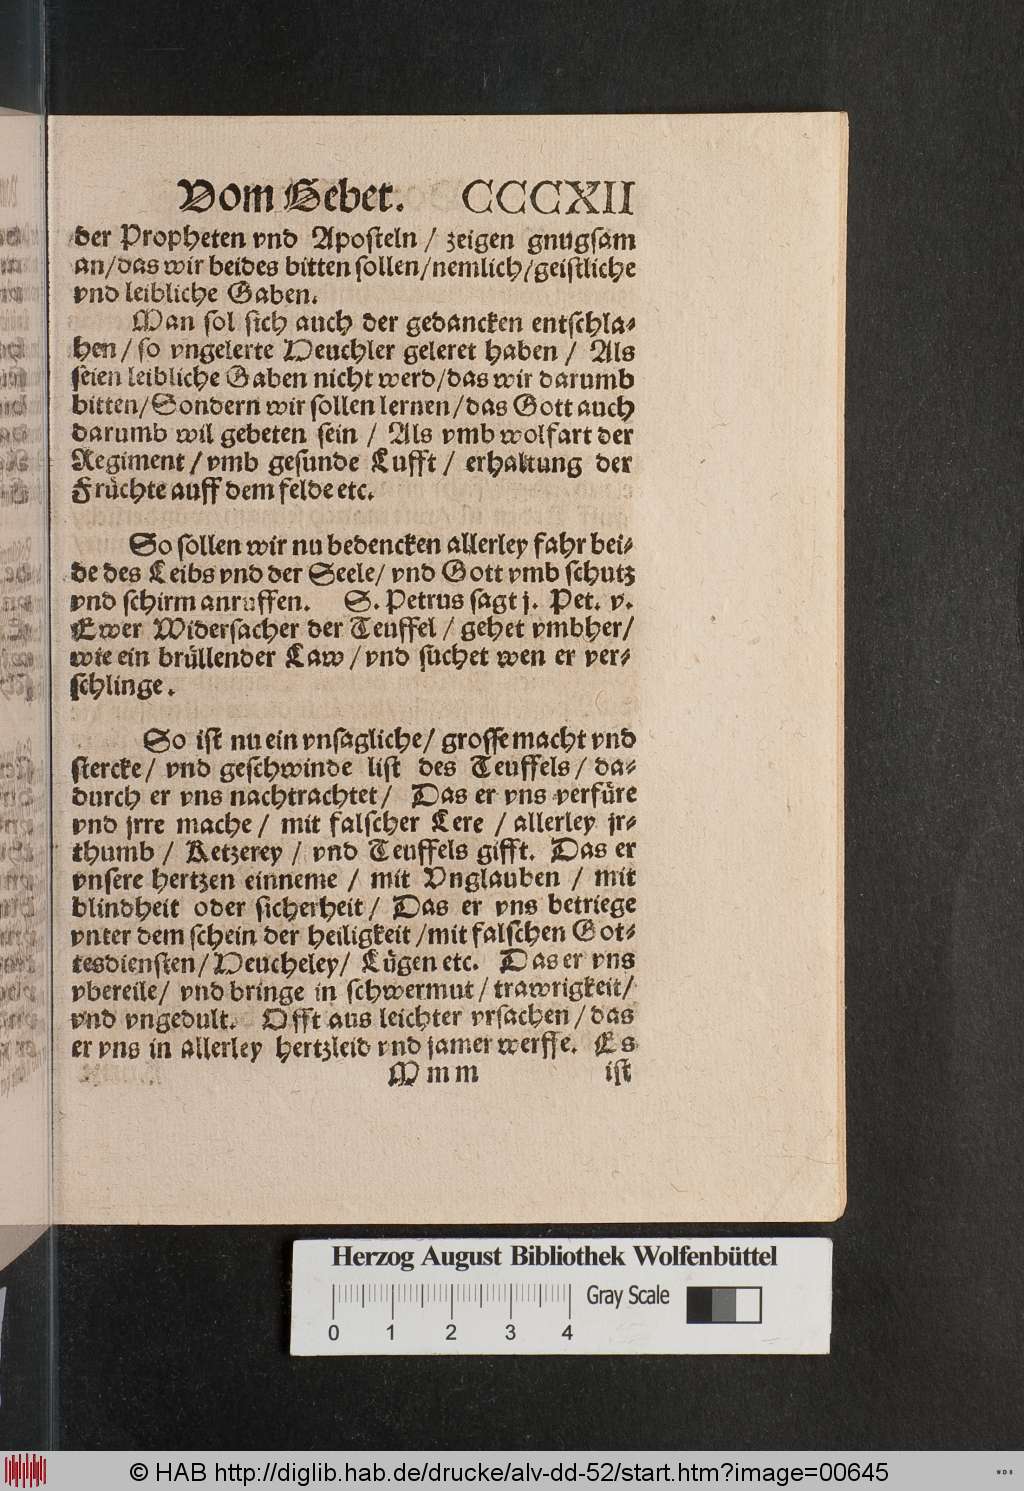 Vom Gebet. CCCXII
der Propheten vnd Aposteln / zeigen gnugsam
an/das wir beides bitten sollen/nemlich/geistliche
vnd leibliche Gaben.
Man sol sich auch der gedancken entschla-
hen / so vngelerte Heuchler geleret haben / Als
seien leibliche Gaben nicht werd/das wir darumb
bitten/Sondern wir sollen lernen/das Gott auch
darumb wil gebeten sein / Als vmb wolfart der
Regiment / vmb gesunde Lufft / erhaltung der
Früchte auff dem felde etc.
So sollen wir nu bedencken allerley fahr bei-
de des Leibs vnd der Seele/ vnd Gott vmb schutz
vnd schirm anruffen. S. Petrus sagt j. Pet. v.
Ewer Widersacher der Teuffel / gehet vmbher/
wie ein brüllender Law / vnd suchet wen er ver-
schlinge.
So ist nu ein vnsagliche/ grosse macht vnd
stercke/ vnd geschwinde list des Teuffels / da-
durch er vns nachtrachtet / Das er vns verfüre
vnd jrre mache / mit falscher Lere / allerley jr-
thumb / Ketzerey / vnd Teuffels gifft. Das er
vnsere hertzen einneme / mit Vnglauben / mit
blindheit oder sicherheit / Das er vns betriege
vnter dem schein der heiligkeit /mit falschen Got-
tesdiensten / Heucheley/ Lügen etc. Das er vns
vbereile/ vnd bringe in schwermut / trawrigkeit/
vnd vngedult. Offt aus leichter vrsachen / das
er vns in allerley hertzleid vnd jamer werffe. Es
M m m ist
Herzog August Bibliothek Wolfenbüttel
0 1 2 3 4 Gray Scale
© HAB http://diglib.hab.de/drucke/alv-dd-52/start.htm?image=00645